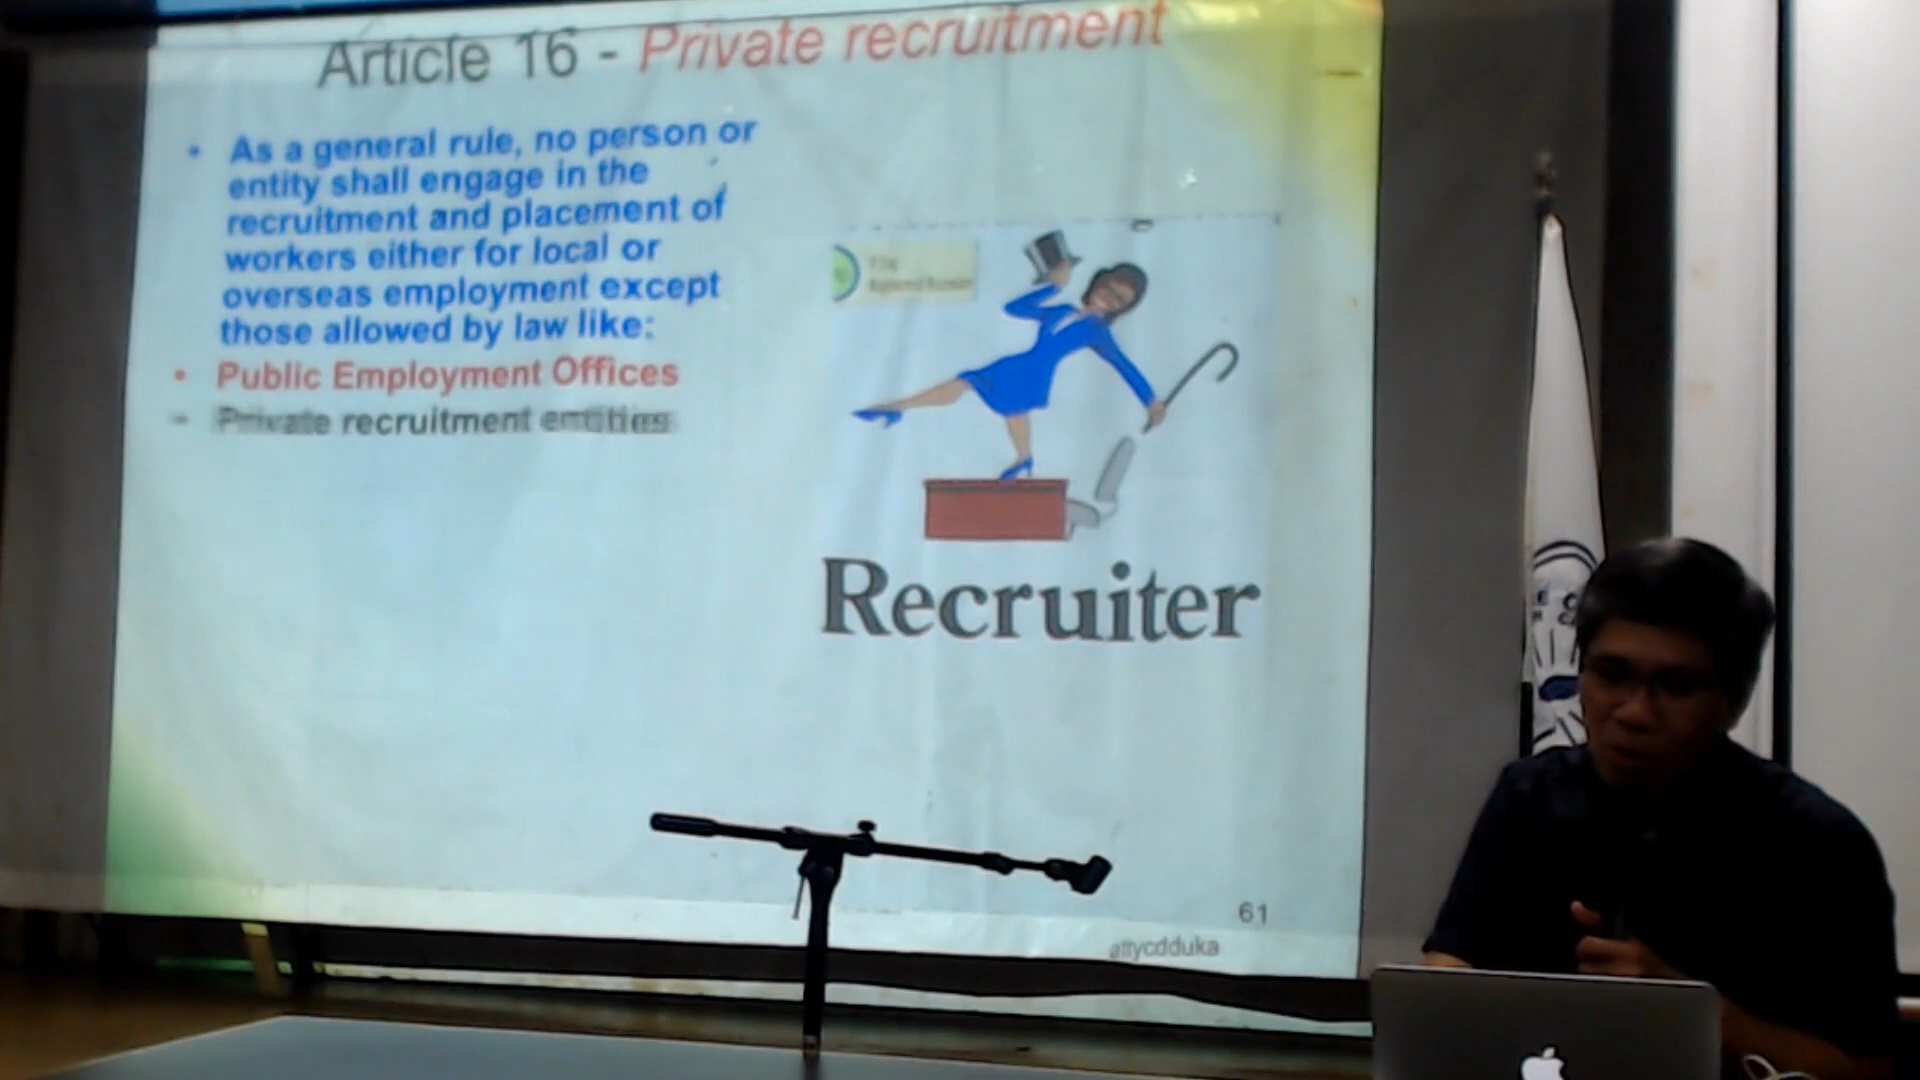 Article 16 - Private recruitment
• As a general rule, no person or
entity shall engage in the
recruitment and placement of
workers either for local or
overseas employment except
those allowed by law like:
• Public Employment Offices
- Private recruitment entities
Recruiter
61
attycdduka